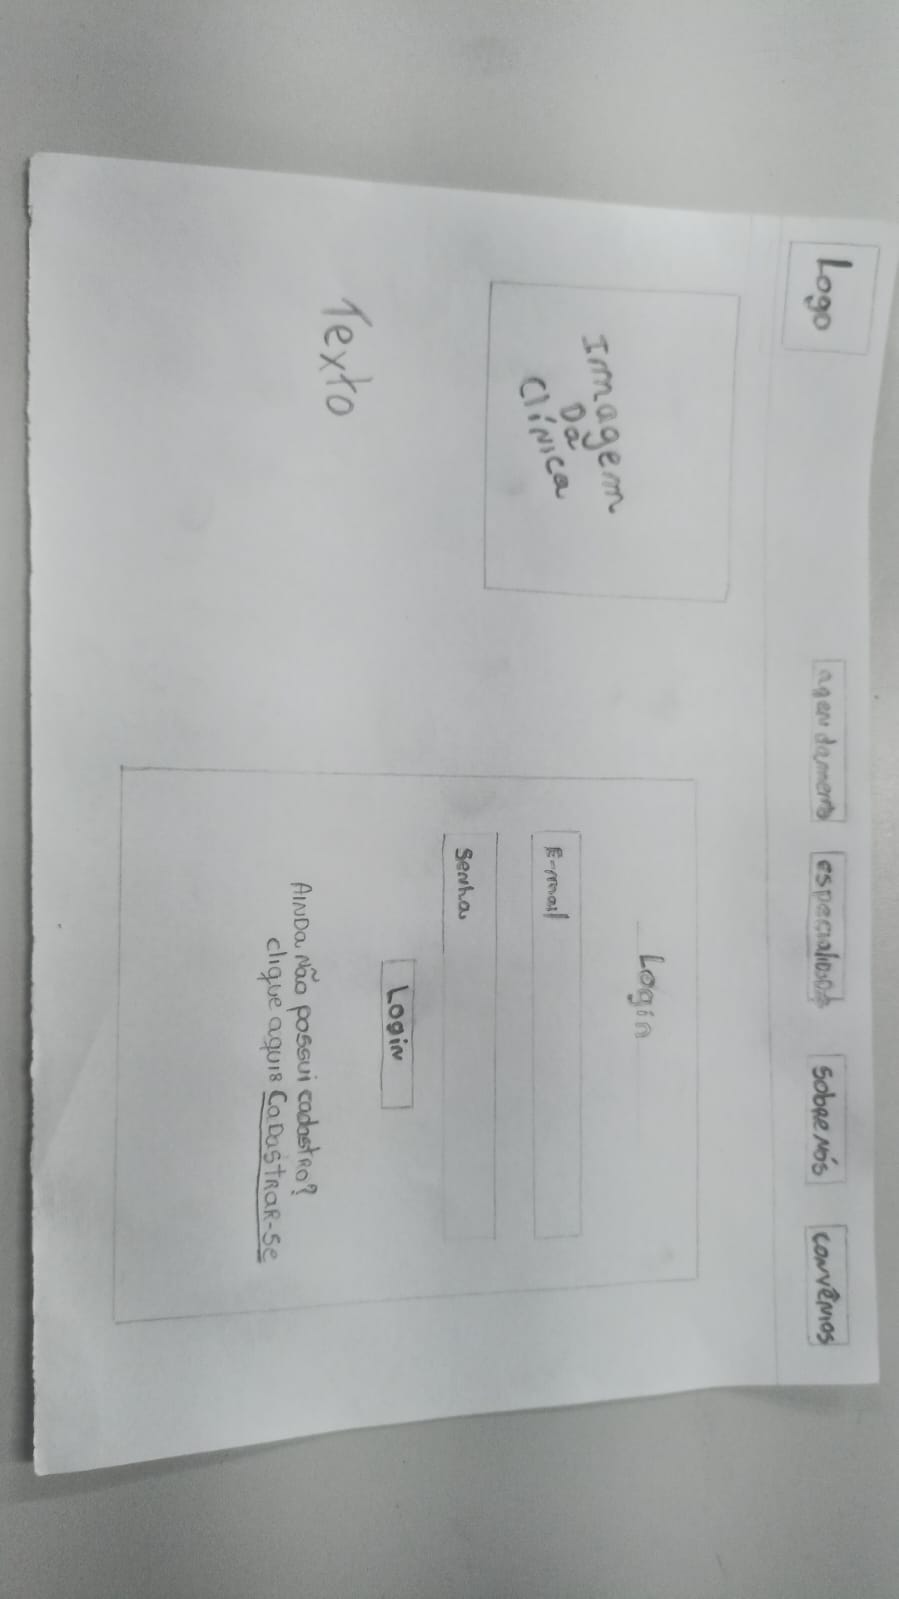 Logo
agendamento
especialidade
sobre nós
convênios
Imagem
Da
clínica
Texto
Login
E-mail
Senha
Login
AINDA NÃO POSSUI cadastro?
clique aqui: CADASTRAR-SE